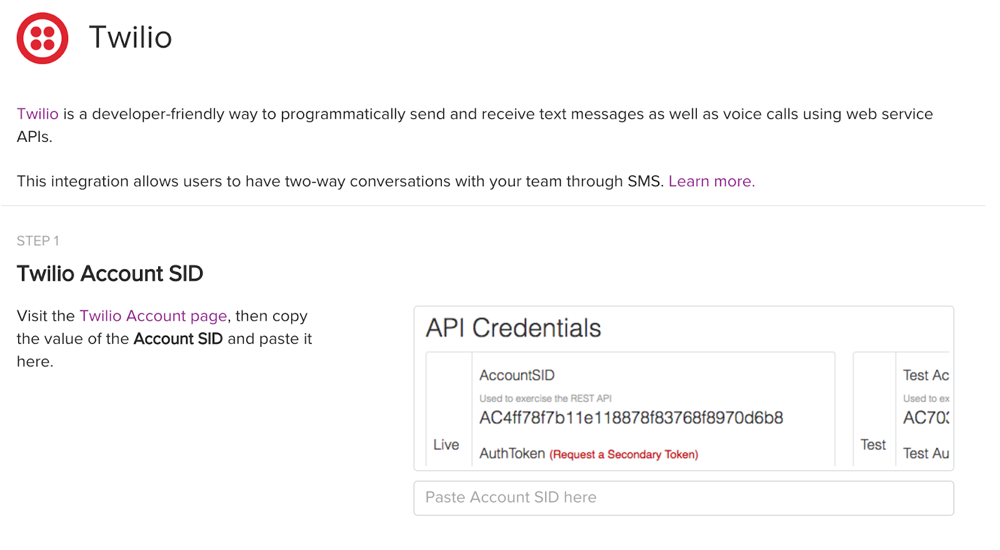 Twilio
Twilio is a developer-friendly way to programmatically send and receive text messages as well as voice calls using web service
APIs.
This integration allows users to have two-way conversations with your team through SMS. Learn more.
STEP 1
Twilio Account SID
Visit the Twilio Account page, then copy
the value of the Account SID and paste it
here.
API Credentials
AccountSID
Used to exercise the REST API
AC4ff78f7b11e118878f83768f8970d6b8
Live
AuthToken (Request a Secondary Token)
Test Ac
Used to ex
AC70
Test
Test Au
Paste Account SID here